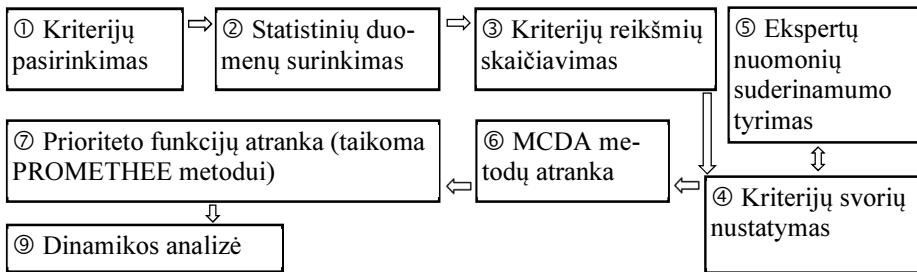 ① Kriterijų
pasirinkimas
② Statistinių duo-
menų surinkimas
③ Kriterijų reikšmių
skaičiavimas
⑤ Ekspertų
nuomonių
suderinamumo
tyrimas
④ Kriterijų svorių
nustatymas
⑥ MCDA me-
todų atranka
⑦ Prioriteto funkcijų atranka (taikoma
PROMETHEE metodui)
⑨ Dinamikos analizė